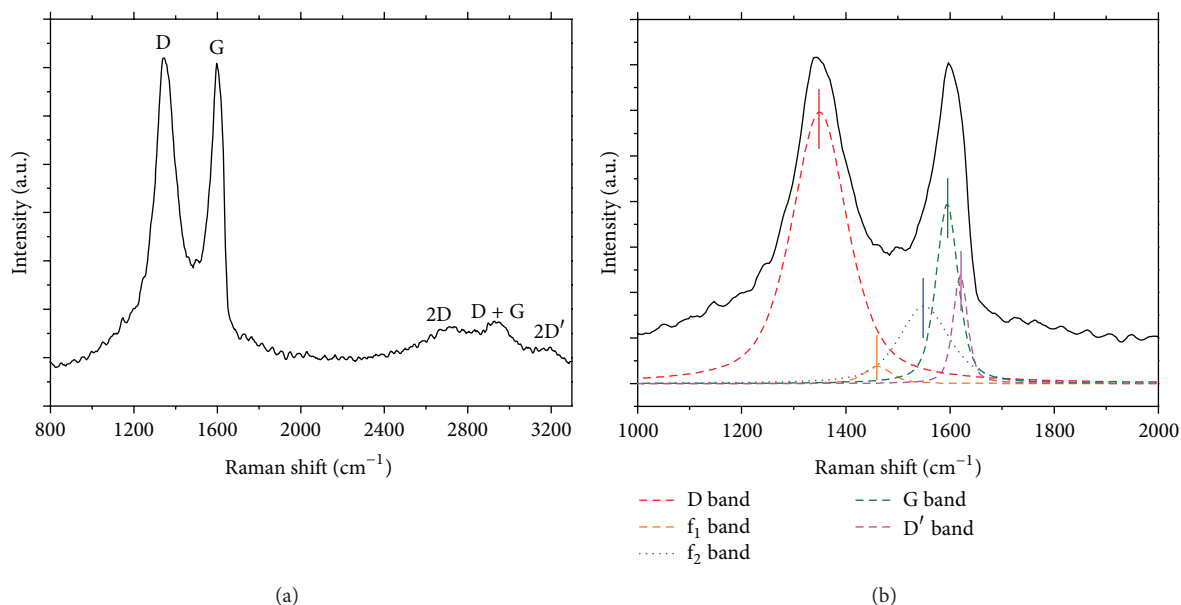 D
G
2D
D + G
2D′
Intensity (a.u.)
800
1200
1600
2000
2400
2800
3200
Raman shift (cm⁻¹)
(a)
Intensity (a.u.)
1000
1200
1400
1600
1800
2000
Raman shift (cm⁻¹)
D band
f₁ band
f₂ band
G band
D′ band
(b)